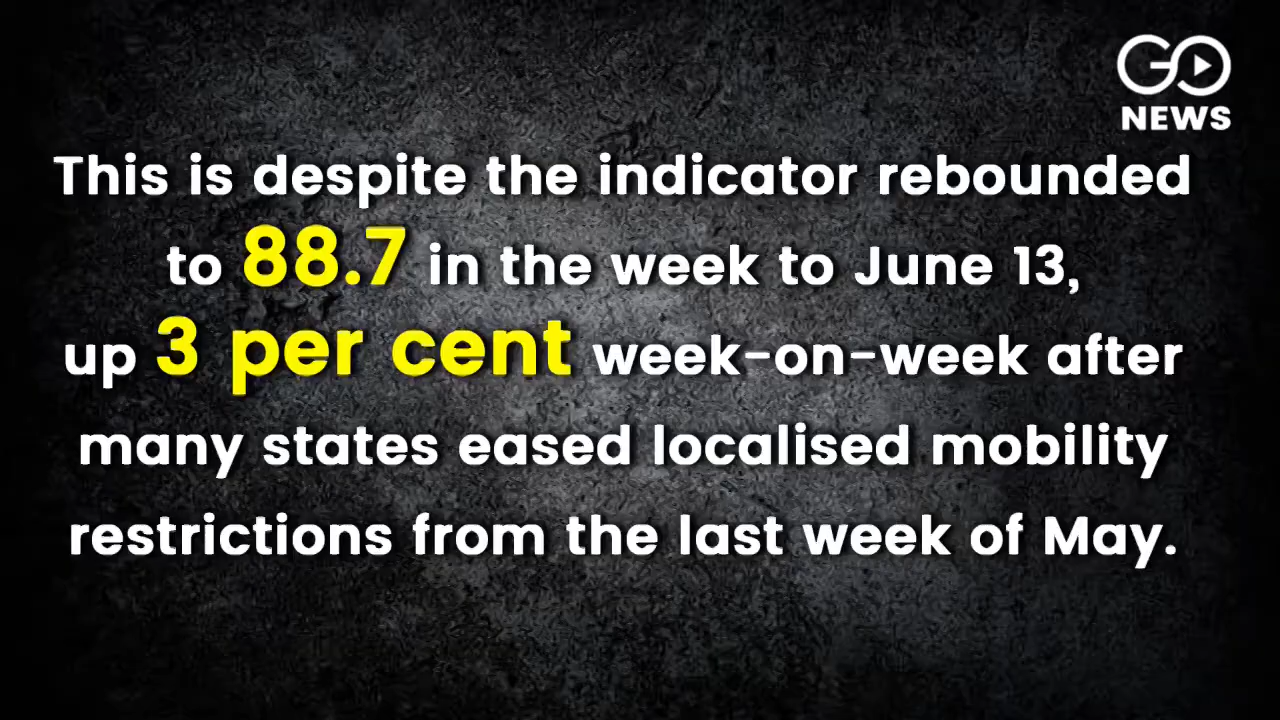 GO
NEWS
This is despite the indicator rebounded
to 88.7 in the week to June 13,
up 3 per cent week-on-week after
many states eased localised mobility
restrictions from the last week of May.